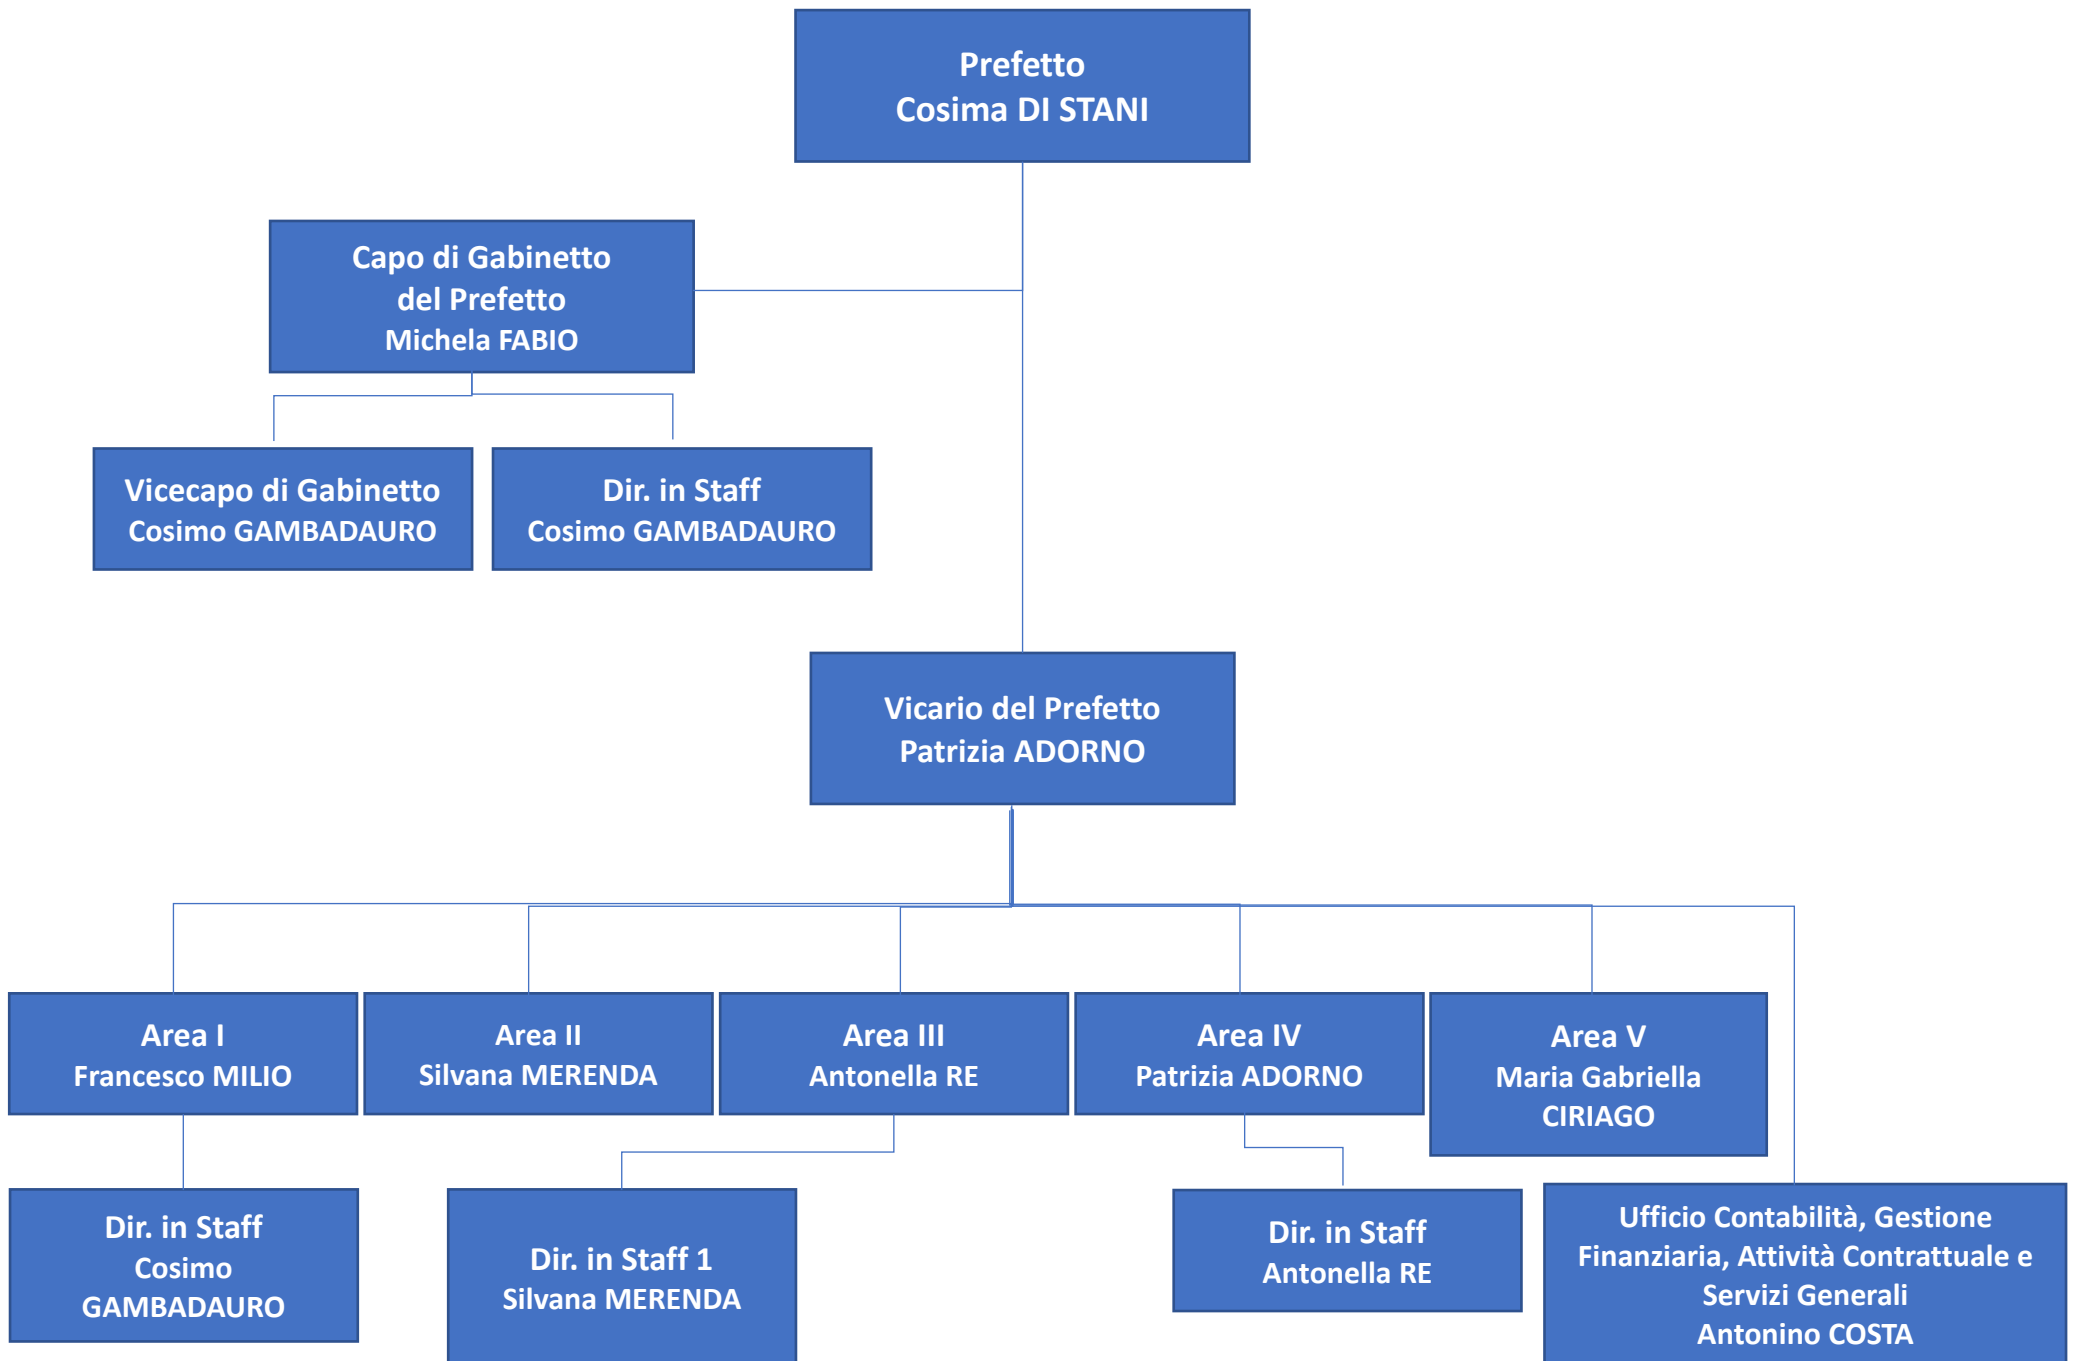 Prefetto
Cosima DI STANI
Capo di Gabinetto
del Prefetto
Michela FABIO
Vicecapo di Gabinetto
Cosimo GAMBADAURO
Dir. in Staff
Cosimo GAMBADAURO
Vicario del Prefetto
Patrizia ADORNO
Area I
Francesco MILIO
Area II
Silvana MERENDA
Area III
Antonella RE
Area IV
Patrizia ADORNO
Area V
Maria Gabriella
CIRIAGO
Dir. in Staff
Cosimo
GAMBADAURO
Dir. in Staff 1
Silvana MERENDA
Dir. in Staff
Antonella RE
Ufficio Contabilità, Gestione
Finanziaria, Attività Contrattuale e
Servizi Generali
Antonino COSTA